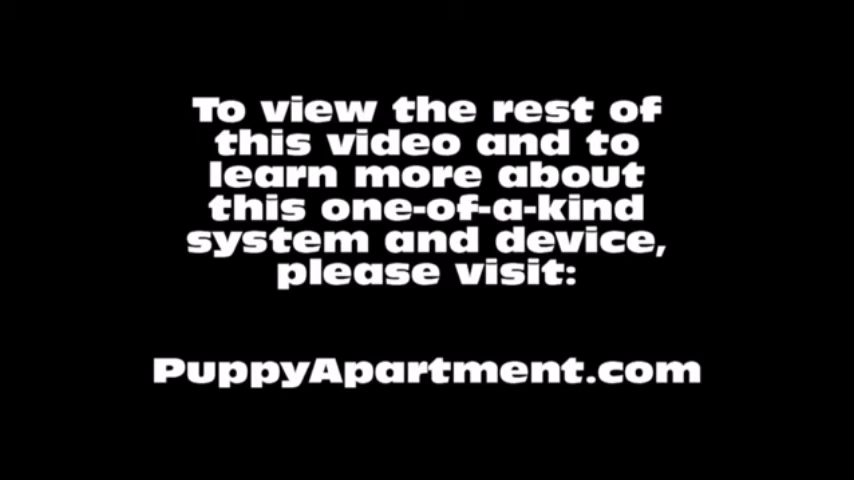 To view the rest of
this video and to
learn more about
this one-of-a-kind
system and device,
please visit:
PuppyApartment.com